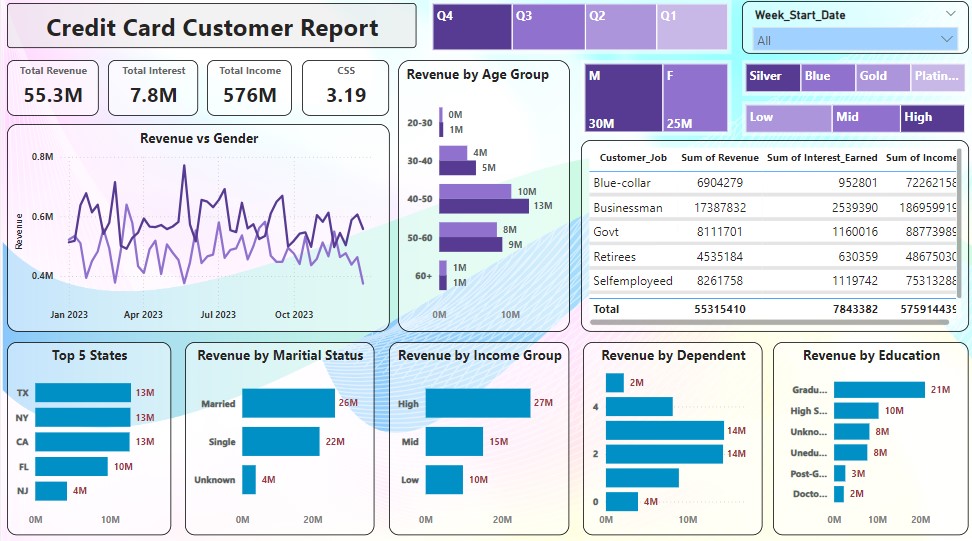 Credit Card Customer Report
Q4 Q3 Q2 Q1
Week_Start_Date
All
Total Revenue
55.3M
Total Interest
7.8M
Total Income
576M
CSS
3.19
Revenue by Age Group
20-30 0M 1M
30-40 4M 5M
40-50 10M 13M
50-60 8M 9M
60+ 1M 1M
0M 10M
M F
30M 25M
Silver Blue Gold Platin...
Low Mid High
Revenue vs Gender
0.8M
0.6M
0.4M
Revenue
Jan 2023 Apr 2023 Jul 2023 Oct 2023
Customer_Job Sum of Revenue Sum of Interest_Earned Sum of Income
Blue-collar 6904279 952801 72262158
Businessman 17387832 2539390 186959919
Govt 8111701 1160016 88773989
Retirees 4535184 630359 48675030
Selfemployeed 8261758 1119742 75313288
Total 55315410 7843382 575914439
Top 5 States
TX 13M
NY 13M
CA 13M
FL 10M
NJ 4M
0M 10M
Revenue by Maritial Status
Married 26M
Single 22M
Unknown 4M
0M 20M
Revenue by Income Group
High 27M
Mid 15M
Low 10M
0M 20M
Revenue by Dependent
2M
4
14M
2 14M
0 4M
0M 10M
Revenue by Education
Gradu... 21M
High S... 10M
Unkno... 8M
Unedu... 8M
Post-G... 3M
Docto... 2M
0M 10M 20M